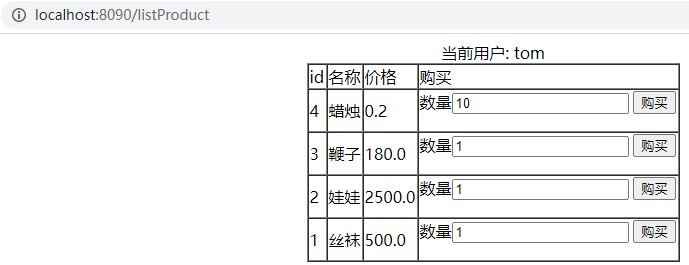 localhost:8090/listProduct
当前用户: tom
id 名称 价格 购买
4 蜡烛 0.2 数量 10 购买
3 鞭子 180.0 数量 1 购买
2 娃娃 2500.0 数量 1 购买
1 丝袜 500.0 数量 1 购买